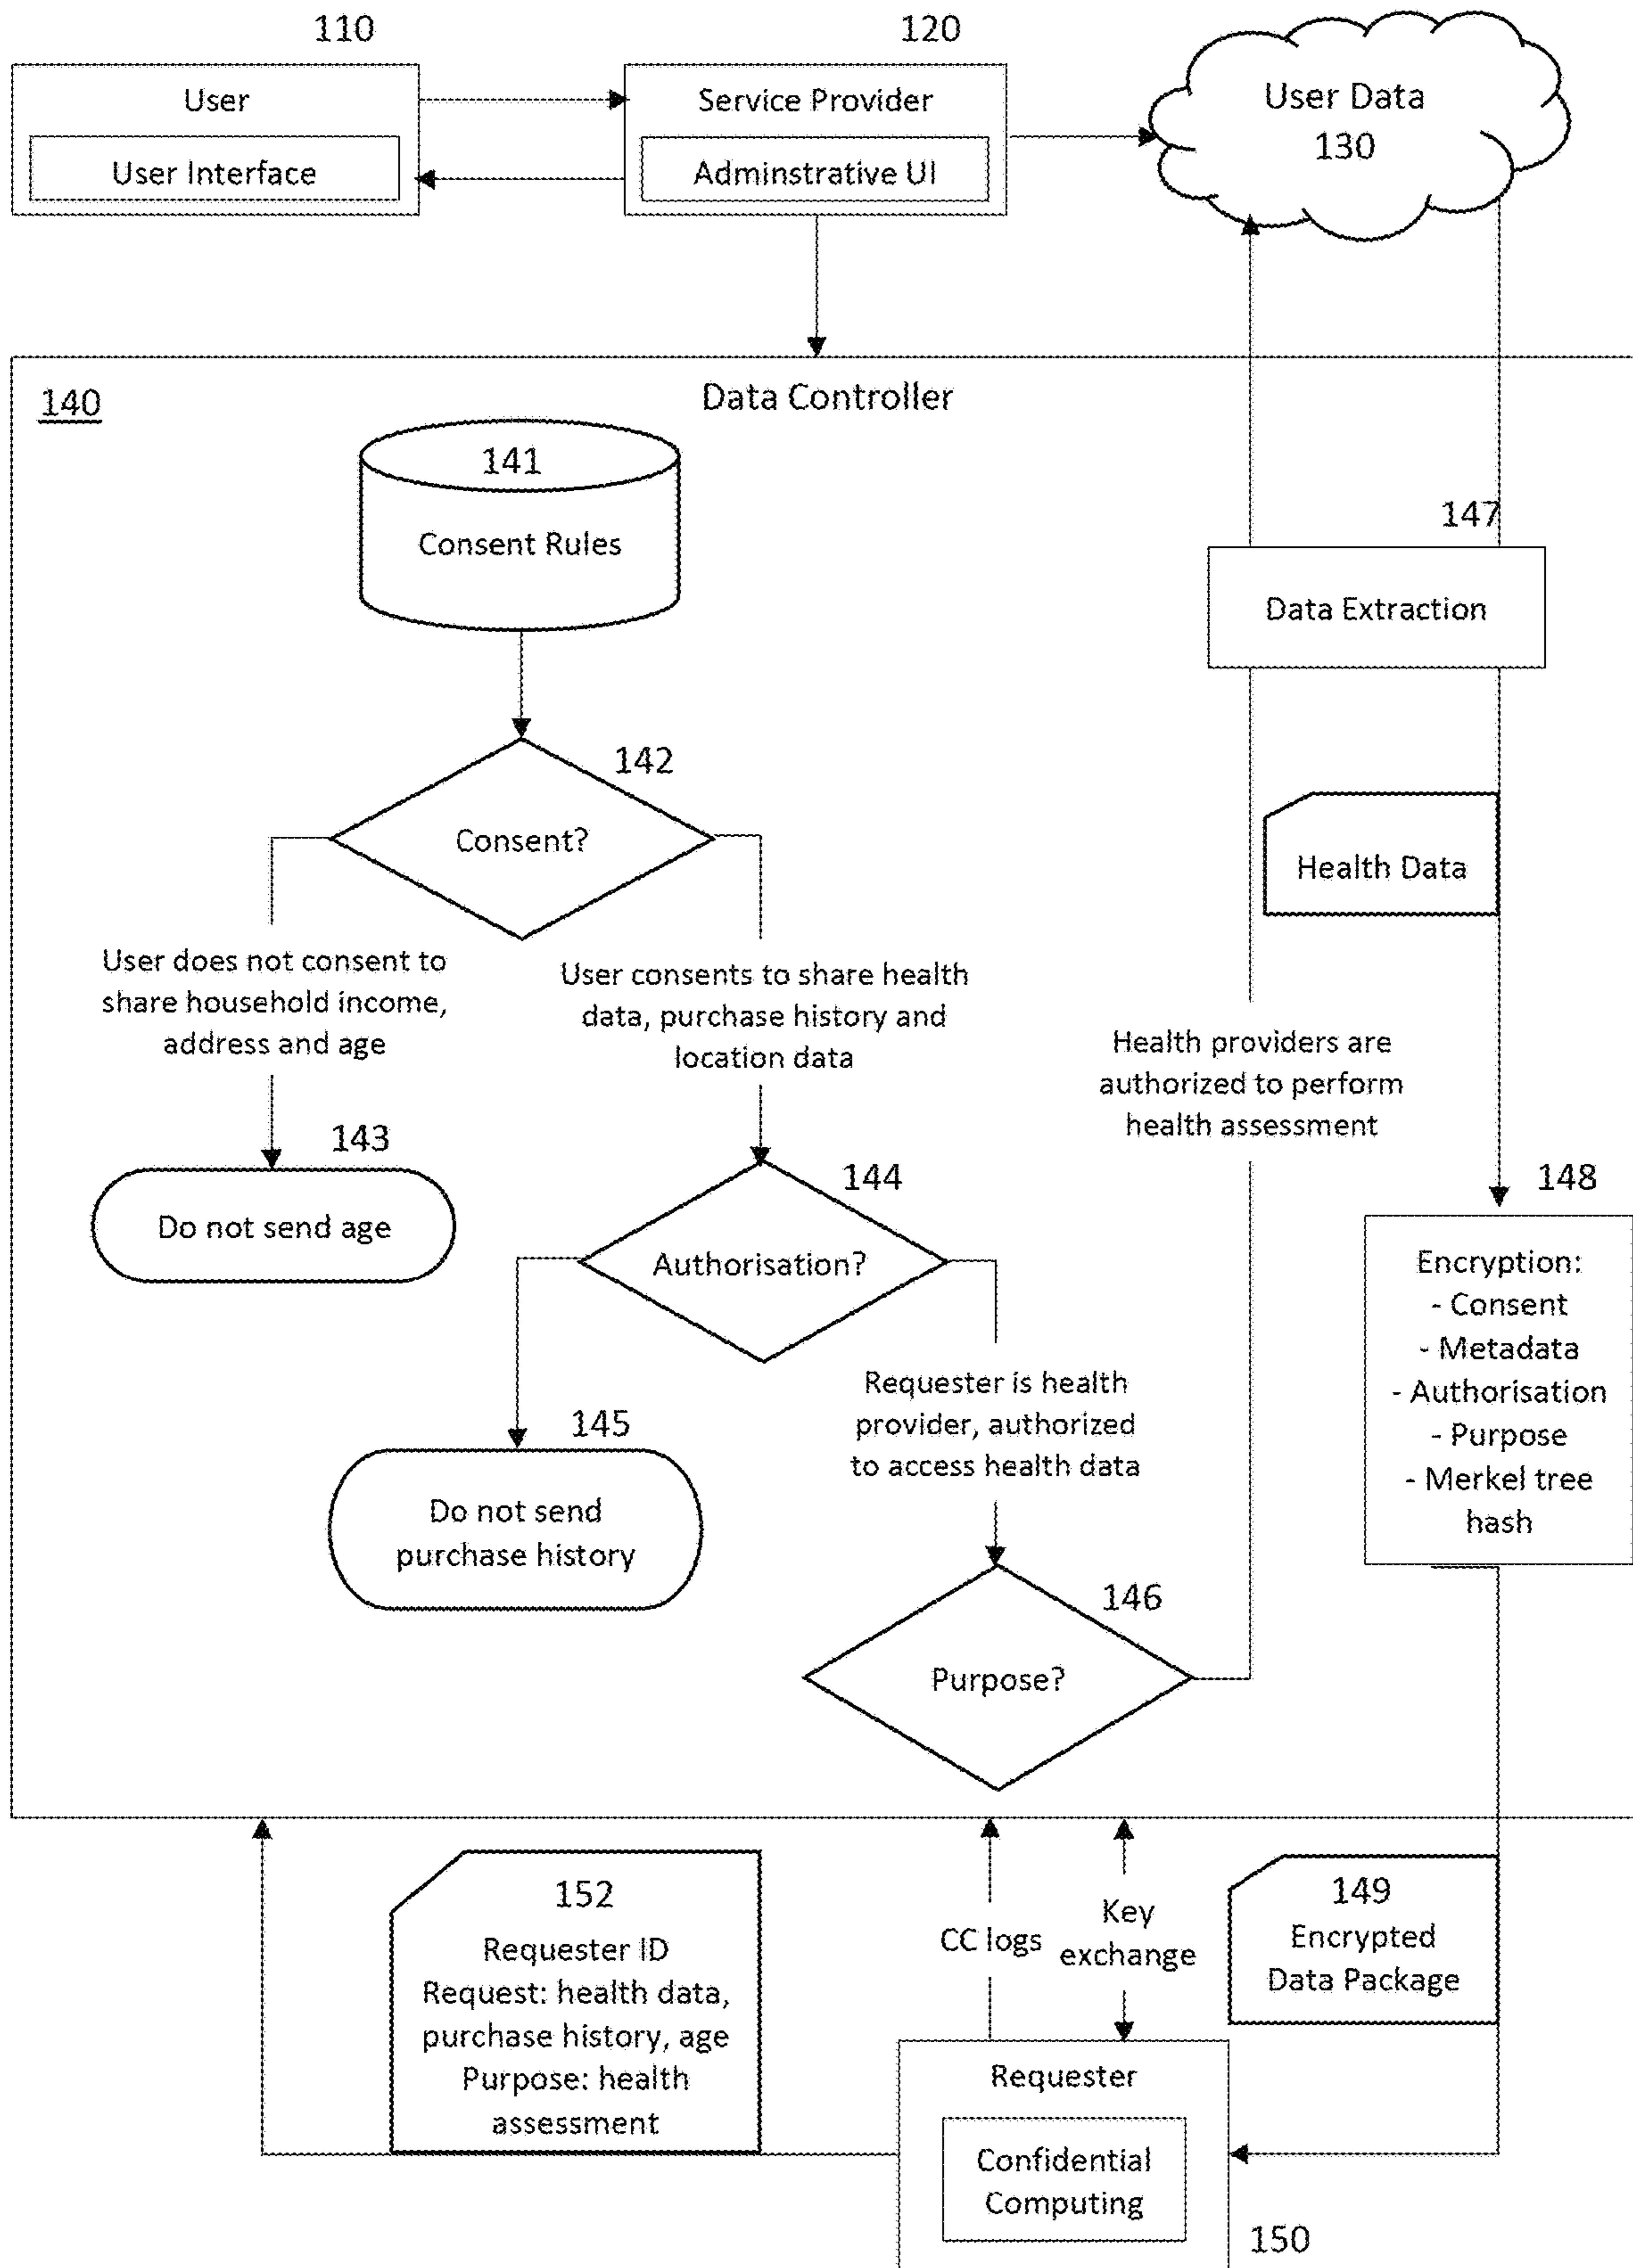 110
User
User Interface
120
Service Provider
Adminstrative UI
User Data
130
140
Data Controller
141
Consent Rules
142
Consent?
User does not consent to
share household income,
address and age
User consents to share health
data, purchase history and
location data
143
Do not send age
144
Authorisation?
145
Do not send
purchase history
Requester is health
provider, authorized
to access health data
146
Purpose?
Health providers are
authorized to perform
health assessment
147
Data Extraction
Health Data
148
Encryption:
- Consent
- Metadata
- Authorisation
- Purpose
- Merkel tree
hash
152
Requester ID
Request: health data,
purchase history, age
Purpose: health
assessment
CC logs
Key
exchange
149
Encrypted
Data Package
Requester
Confidential
Computing
150